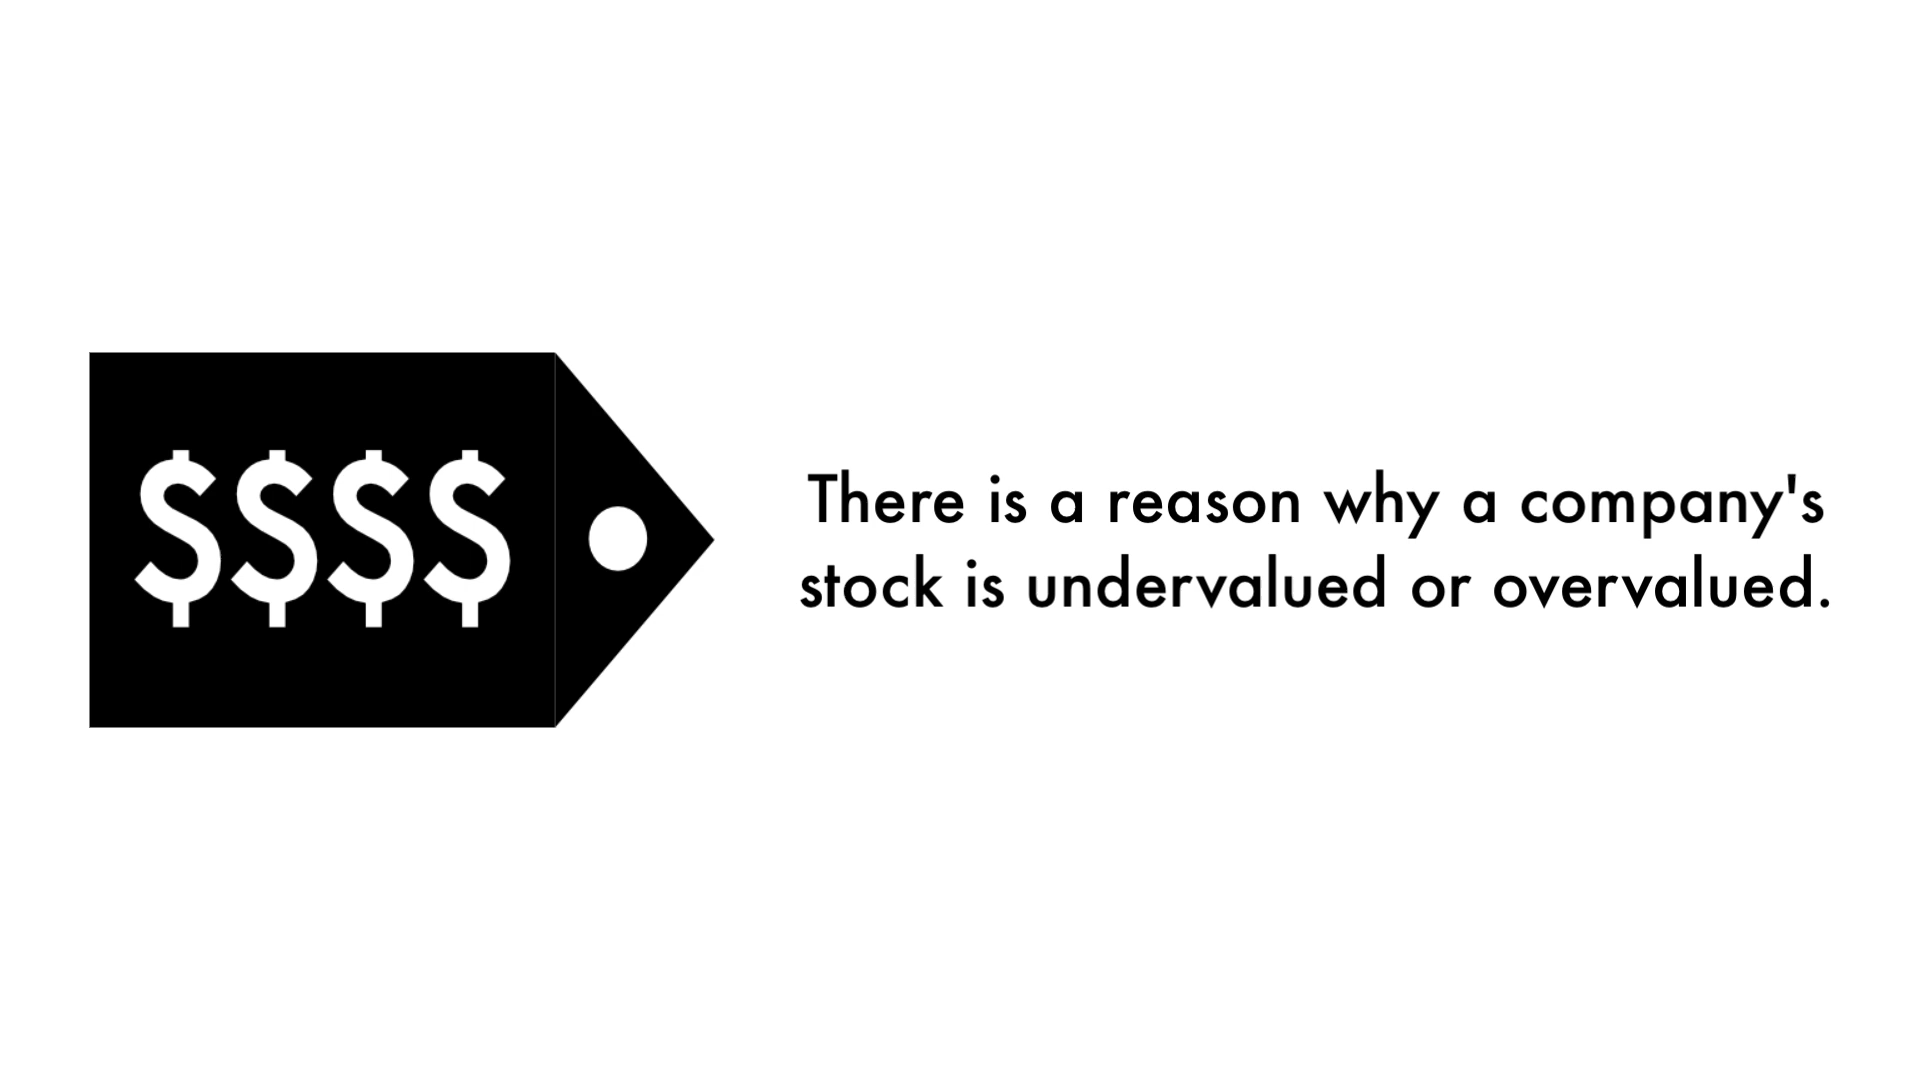 $$$$
There is a reason why a company's
stock is undervalued or overvalued.